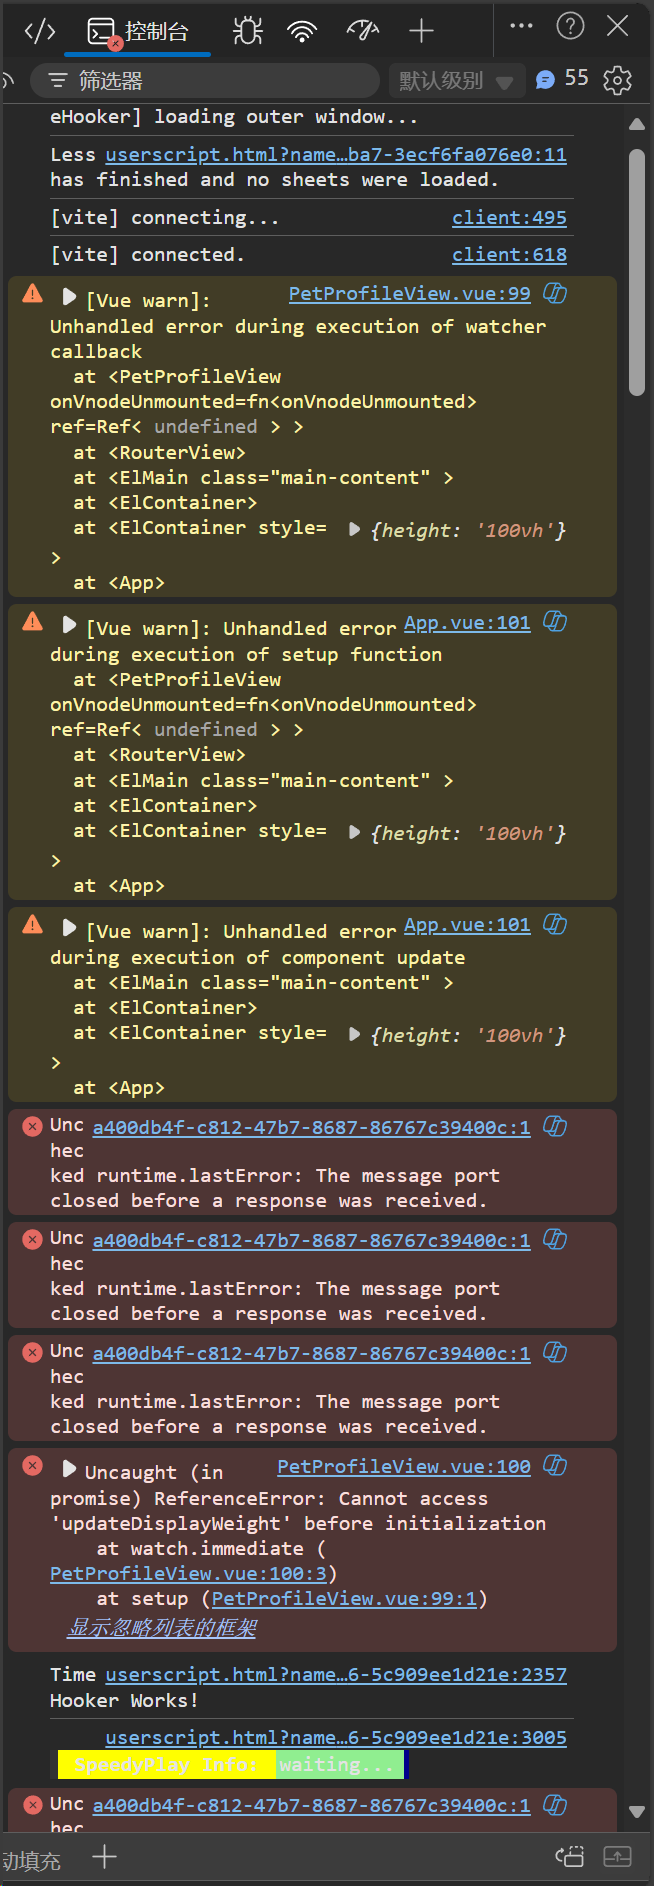 </> 控制台
筛选器 默认级别 55
eHooker] loading outer window...
Less userscript.html?name…ba7-3ecf6fa076e0:11
has finished and no sheets were loaded.
[vite] connecting... client:495
[vite] connected. client:618
[Vue warn]: PetProfileView.vue:99
Unhandled error during execution of watcher
callback
at <PetProfileView
onVnodeUnmounted=fn<onVnodeUnmounted>
ref=Ref< undefined > >
at <RouterView>
at <ElMain class="main-content" >
at <ElContainer>
at <ElContainer style= {height: '100vh'}
>
at <App>
[Vue warn]: Unhandled error App.vue:101
during execution of setup function
at <PetProfileView
onVnodeUnmounted=fn<onVnodeUnmounted>
ref=Ref< undefined > >
at <RouterView>
at <ElMain class="main-content" >
at <ElContainer>
at <ElContainer style= {height: '100vh'}
>
at <App>
[Vue warn]: Unhandled error App.vue:101
during execution of component update
at <ElMain class="main-content" >
at <ElContainer>
at <ElContainer style= {height: '100vh'}
>
at <App>
Unc a400db4f-c812-47b7-8687-86767c39400c:1
hec
ked runtime.lastError: The message port
closed before a response was received.
Unc a400db4f-c812-47b7-8687-86767c39400c:1
hec
ked runtime.lastError: The message port
closed before a response was received.
Unc a400db4f-c812-47b7-8687-86767c39400c:1
hec
ked runtime.lastError: The message port
closed before a response was received.
Uncaught (in PetProfileView.vue:100
promise) ReferenceError: Cannot access
'updateDisplayWeight' before initialization
at watch.immediate (
PetProfileView.vue:100:3)
at setup (PetProfileView.vue:99:1)
显示忽略列表的框架
Time userscript.html?name…6-5c909ee1d21e:2357
Hooker Works!
userscript.html?name…6-5c909ee1d21e:3005
SpeedyPlay Info: waiting...
Unc a400db4f-c812-47b7-8687-86767c39400c:1
hec
动填充